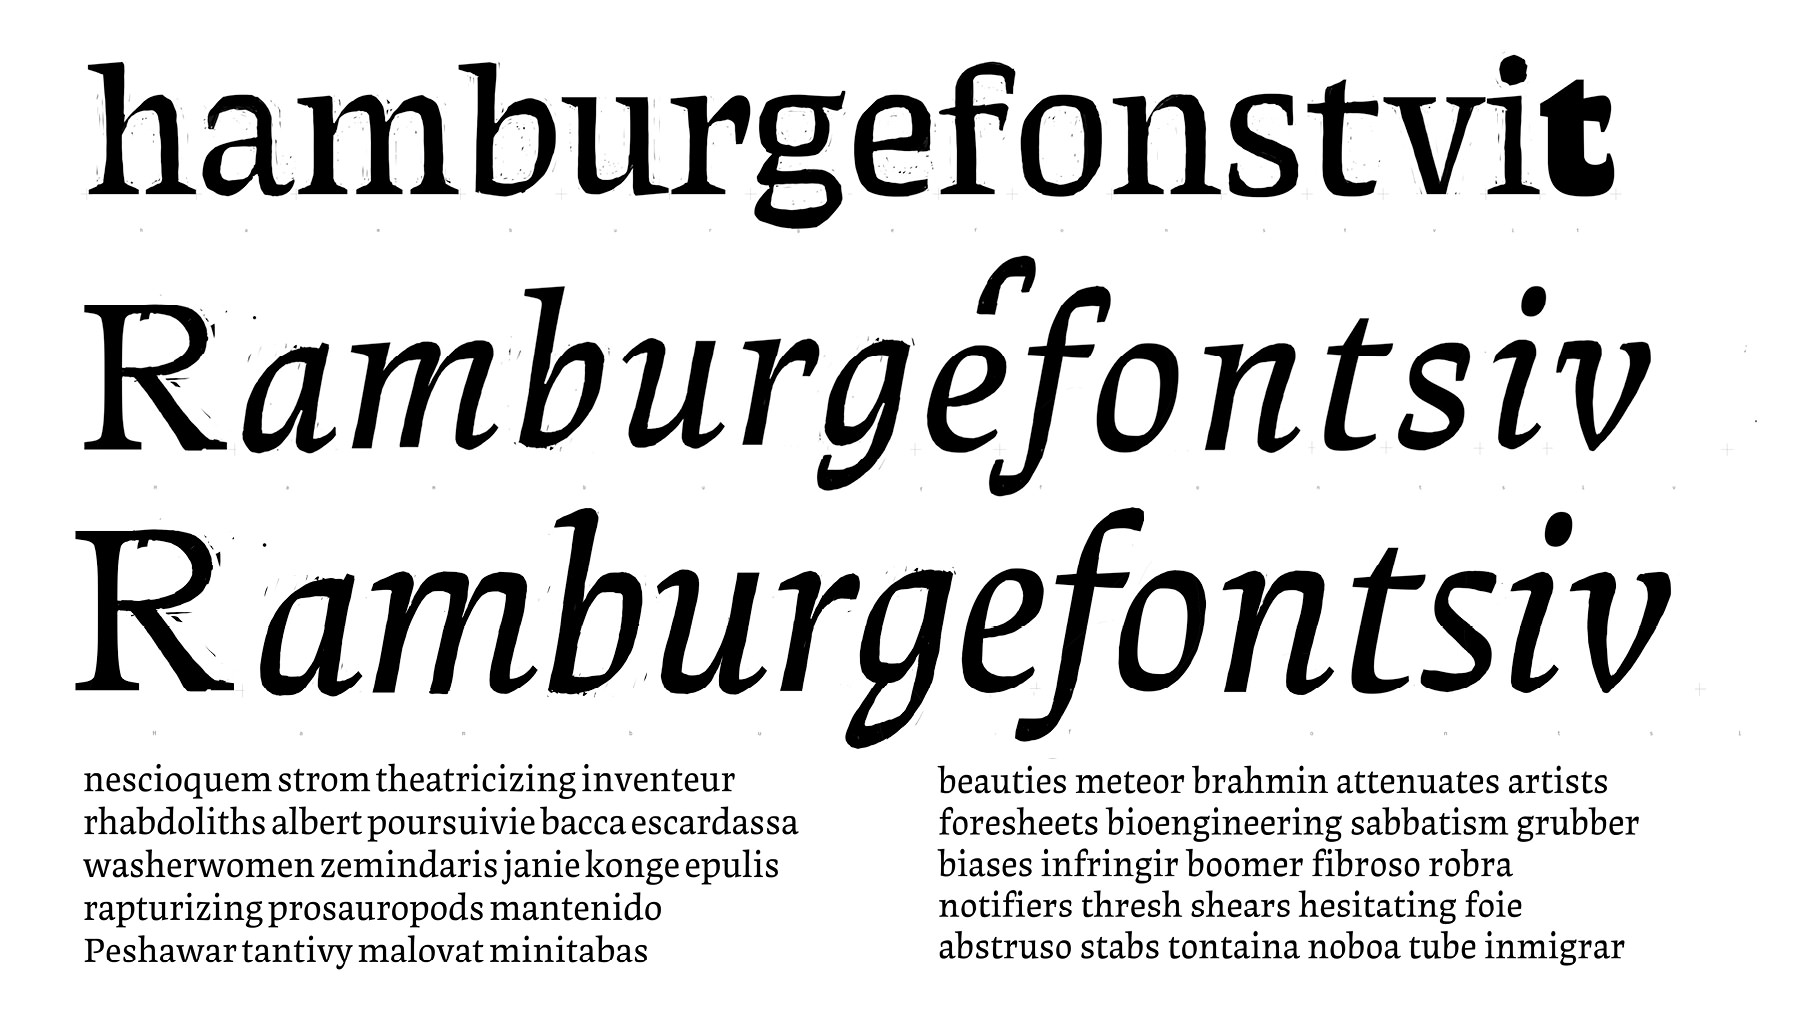 hamburgefonstvit
Ramburgefontsiv
Ramburgefontsiv
nescioquem strom theatricizing inventeur
rhabdoliths albert poursuivie bacca escardassa
washerwomen zemindaris janie konge epulis
rapturizing prosauropods mantenido
Peshawar tantivy malovat minitabas
beauties meteor brahmin attenuates artists
foresheets bioengineering sabbatism grubber
biases infringir boomer fibroso robra
notifiers thresh shears hesitating foie
abstruso stabs tontaina noboa tube inmigrar